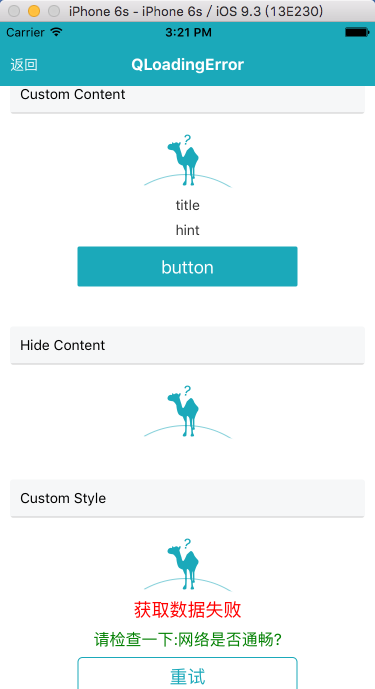 iPhone 6s - iPhone 6s / iOS 9.3 (13E230)
Carrier 3:21 PM
返回 QLoadingError
Custom Content
?
title
hint
button
Hide Content
?
Custom Style
?
获取数据失败
请检查一下:网络是否通畅?
重试